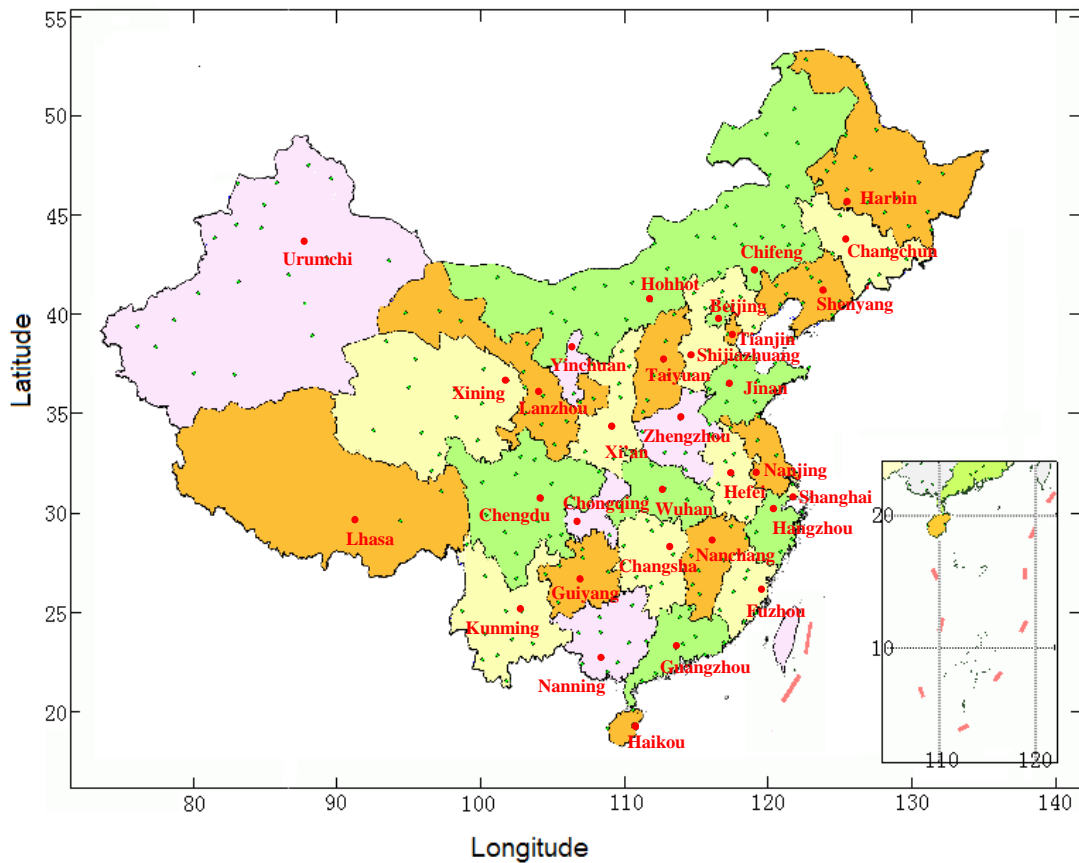 55
50
45
40
35
30
25
20
Latitude
Harbin
Changchun
Urumchi
Chifeng
Hohhot
Shenyang
Beijing
Tianjin
Shijiazhuang
Yinchuan
Taiyuan
Xining
Jinan
Lanzhou
Zhengzhou
Xi'an
Nanjing
Hefei
Shanghai
Chongqing
Wuhan
Chengdu
Hangzhou
Lhasa
Nanchang
Changsha
Guiyang
Fuzhou
Kunming
Guangzhou
Nanning
Haikou
20
10
110 120
80 90 100 110 120 130 140
Longitude